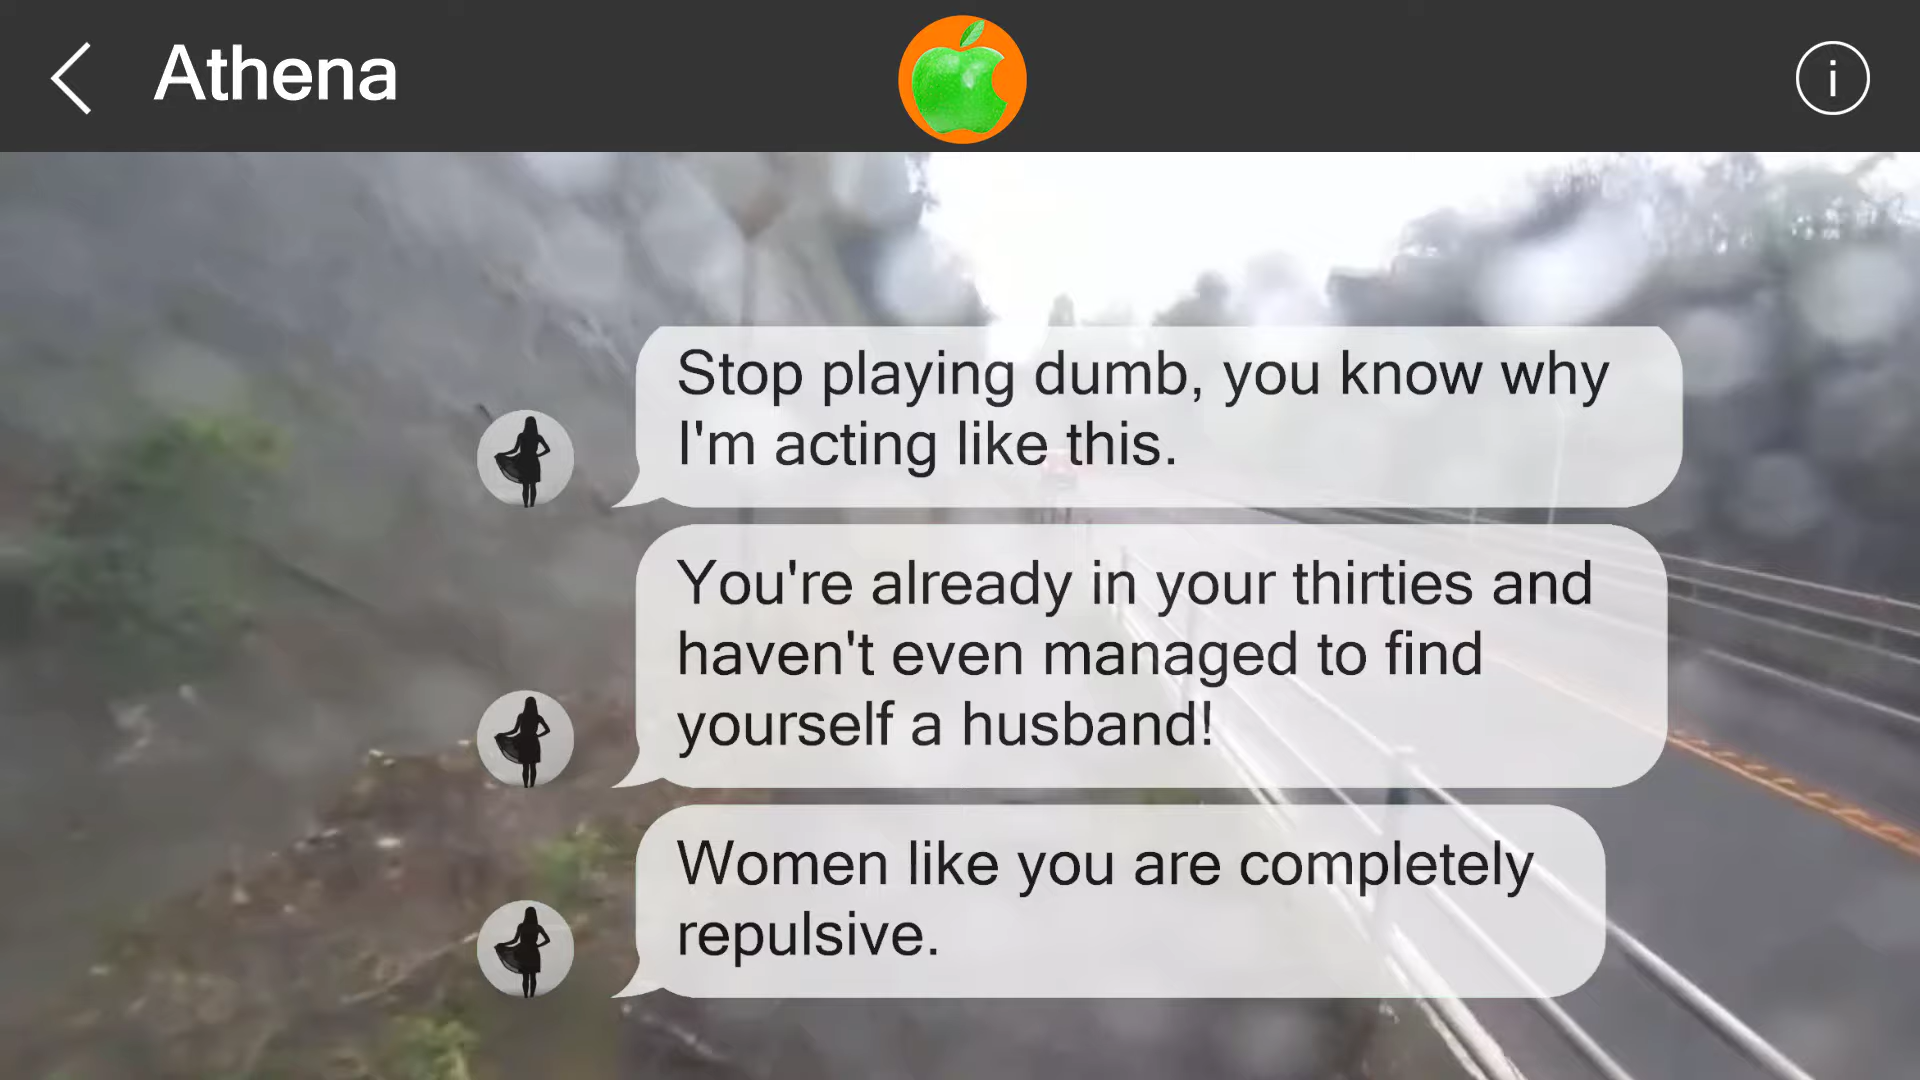 Athena
i
Stop playing dumb, you know why
I'm acting like this.
You're already in your thirties and
haven't even managed to find
yourself a husband!
Women like you are completely
repulsive.